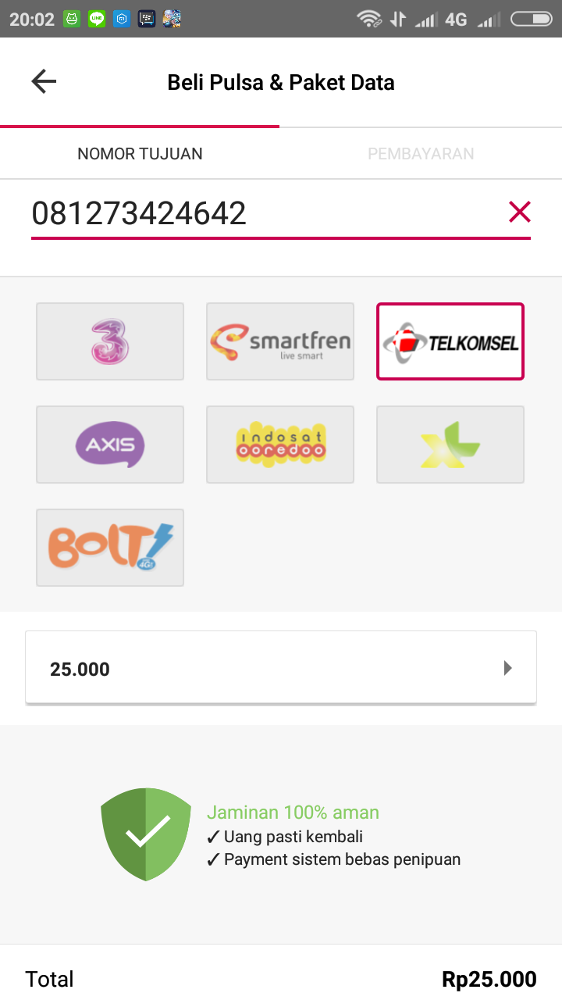 20:02
4G
Beli Pulsa & Paket Data
NOMOR TUJUAN
PEMBAYARAN
081273424642
3
smartfren
live smart
TELKOMSEL
AXIS
indosat
ooredoo
XL
BOLT!
4G
25.000
Jaminan 100% aman
✓ Uang pasti kembali
✓ Payment sistem bebas penipuan
Total
Rp25.000